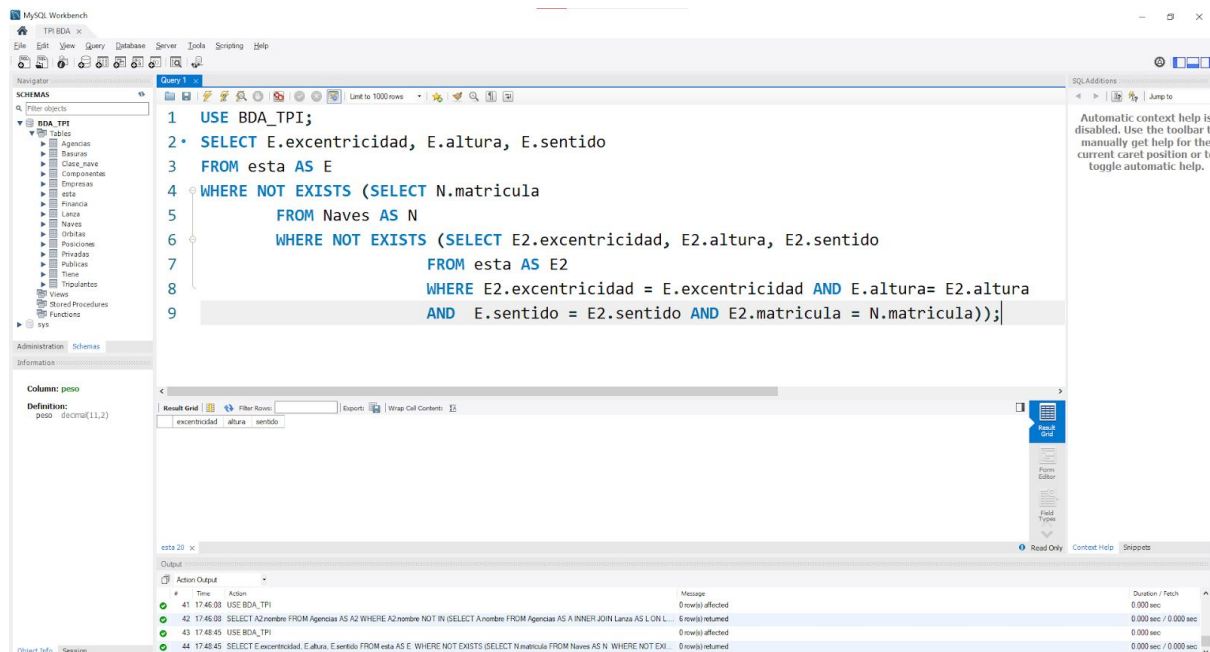 MySQL Workbench
TPI BDA ×
File Edit View Query Database Server Tools Scripting Help
Navigator
SCHEMAS
Filter objects
BDA_TPI
Tables
Agencias
Basuras
Clase_nave
Componentes
Empresas
esta
Financia
Lanza
Naves
Orbitas
Posiciones
Privadas
Publicas
Tiene
Tripulantes
Views
Stored Procedures
Functions
sys
Administration Schemas
Information
Column: peso
Definition:
peso decimal(11,2)
Object Info Session
Query 1 ×
Limit to 1000 rows
1 USE BDA_TPI;
2 SELECT E.excentricidad, E.altura, E.sentido
3 FROM esta AS E
4 WHERE NOT EXISTS (SELECT N.matricula
5 FROM Naves AS N
6 WHERE NOT EXISTS (SELECT E2.excentricidad, E2.altura, E2.sentido
7 FROM esta AS E2
8 WHERE E2.excentricidad = E.excentricidad AND E.altura= E2.altura
9 AND E.sentido = E2.sentido AND E2.matricula = N.matricula));
Result Grid Filter Rows: Export: Wrap Cell Content:
excentricidad altura sentido
Result Grid
Form Editor
Field Types
esta 20 ×
Read Only
SQLAdditions
Jump to
Automatic context help is
disabled. Use the toolbar t
manually get help for the
current caret position or t
toggle automatic help.
Context Help Snippets
Output
Action Output
# Time Action Message Duration / Fetch
41 17:46:08 USE BDA_TPI 0 row(s) affected 0.000 sec
42 17:46:08 SELECT A2.nombre FROM Agencias AS A2 WHERE A2.nombre NOT IN (SELECT A.nombre FROM Agencias AS A INNER JOIN Lanza AS L ON L... 6 row(s) returned 0.000 sec / 0.000 sec
43 17:48:45 USE BDA_TPI 0 row(s) affected 0.000 sec
44 17:48:45 SELECT E.excentricidad, E.altura, E.sentido FROM esta AS E WHERE NOT EXISTS (SELECT N.matricula FROM Naves AS N WHERE NOT EXI... 0 row(s) returned 0.000 sec / 0.000 sec